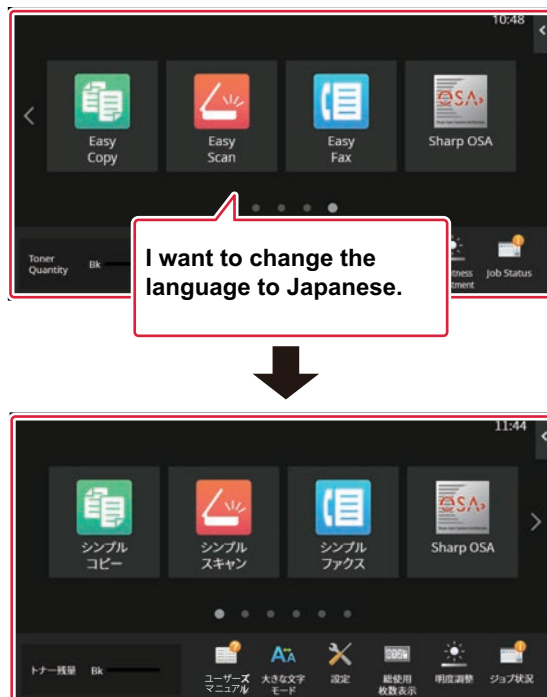 10:48
Easy
Copy
Easy
Scan
Easy
Fax
OSA
Sharp OSA
I want to change the
language to Japanese.
Toner
Quantity
Bk
Job Status
11:44
シンプル
コピー
シンプル
スキャン
シンプル
ファクス
OSA
Sharp OSA
トナー残量
Bk
ユーザーズ
マニュアル
大きな文字
モード
設定
総使用
枚数表示
明度調整
ジョブ状況